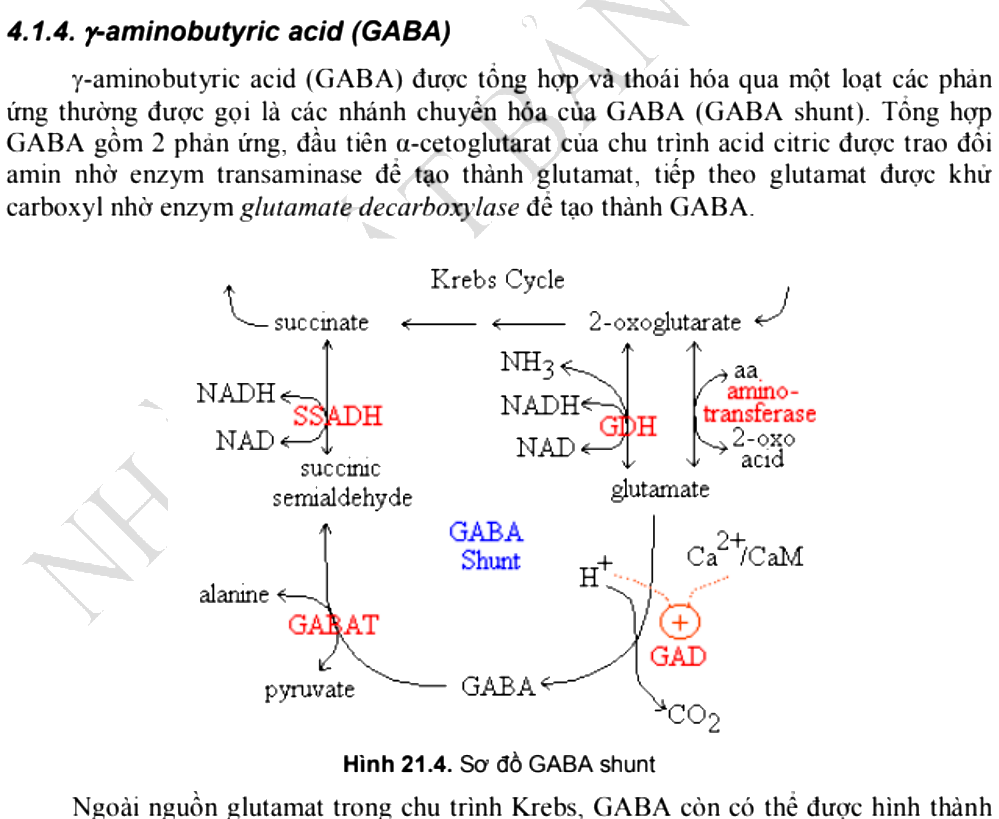 4.1.4. γ-aminobutyric acid (GABA)
γ-aminobutyric acid (GABA) được tổng hợp và thoái hóa qua một loạt các phản
ứng thường được gọi là các nhánh chuyển hóa của GABA (GABA shunt). Tổng hợp
GABA gồm 2 phản ứng, đầu tiên α-cetoglutarat của chu trình acid citric được trao đổi
amin nhờ enzym transaminase để tạo thành glutamat, tiếp theo glutamat được khử
carboxyl nhờ enzym glutamate decarboxylase để tạo thành GABA.
Krebs Cycle
succinate
2-oxoglutarate
NH3
aa
NADH
SSADH
NADH
amino-
transferase
GDH
NAD
NAD
2-oxo
acid
succinic
semialdehyde
glutamate
GABA
Shunt
H+
Ca2+/CaM
alanine
GABAT
+
GAD
pyruvate
GABA
CO2
Hình 21.4. Sơ đồ GABA shunt
Ngoài nguồn glutamat trong chu trình Krebs, GABA còn có thể được hình thành